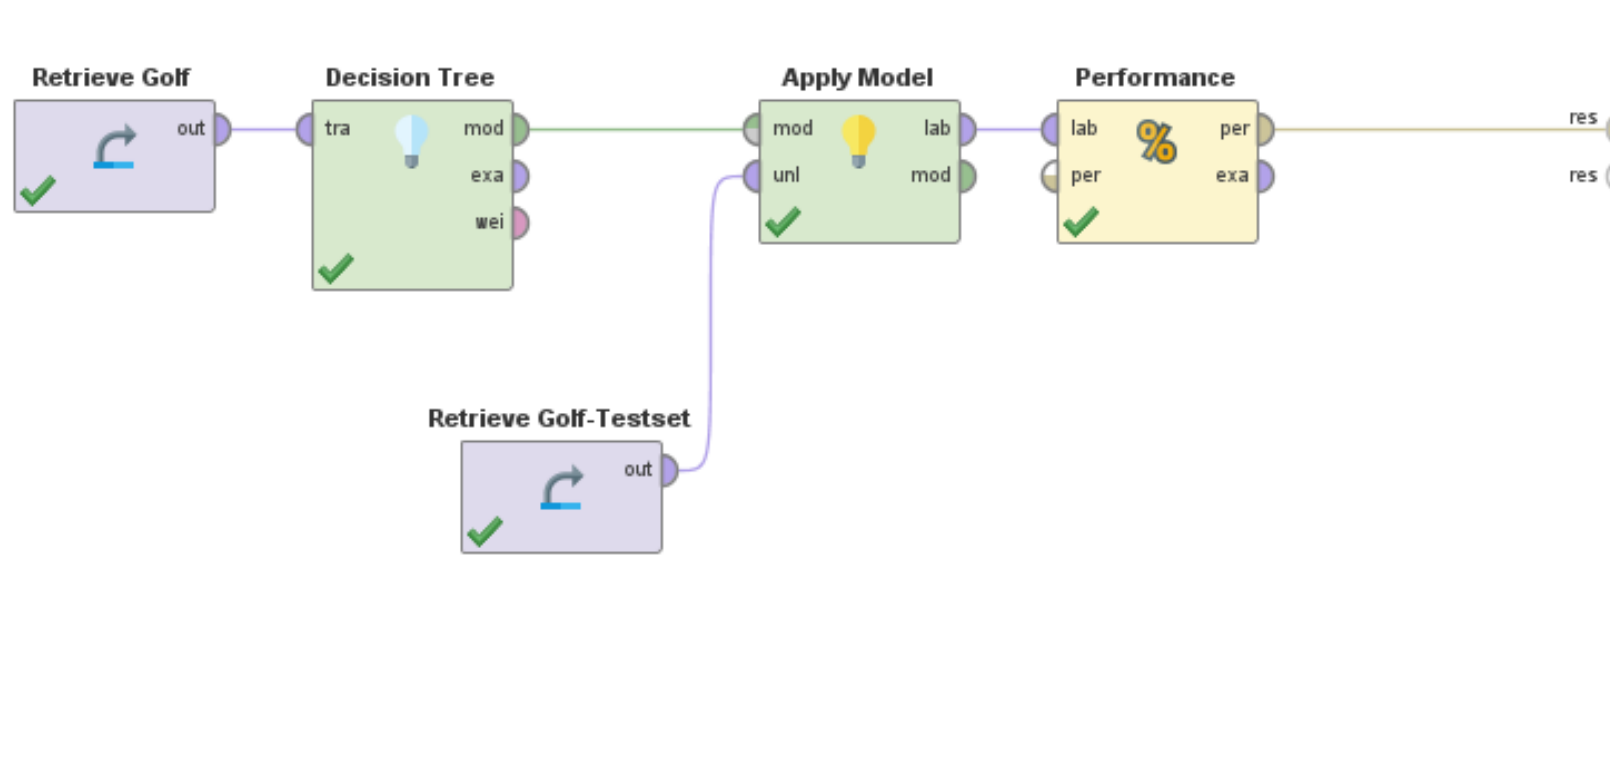 Retrieve Golf
out
Decision Tree
tra
mod
exa
wei
Apply Model
mod
lab
unl
mod
Performance
lab
per
per
exa
res
res
Retrieve Golf-Testset
out
%